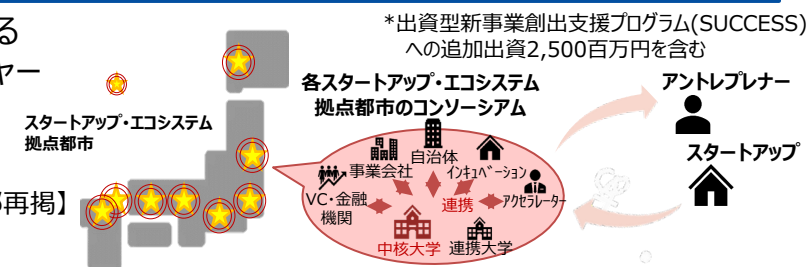 る
ャー
部再掲】
*出資型新事業創出支援プログラム(SUCCESS)
への追加出資2,500百万円を含む
スタートアップ・エコシステム
拠点都市
各スタートアップ・エコシステム
拠点都市のコンソーシアム
自治体
事業会社
インキュベーション
VC・金融
機関
連携
アクセラレーター
中核大学
連携大学
アントレプレナー
スタートアップ